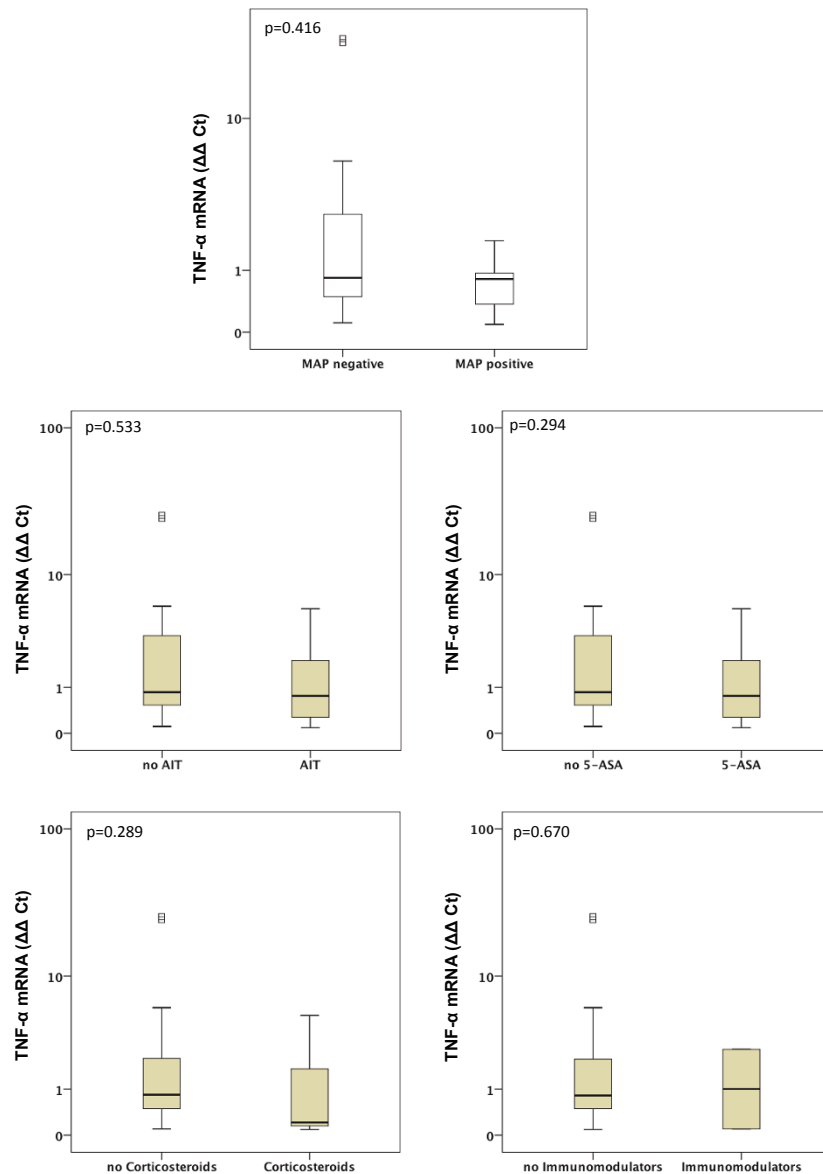 p=0.416
10
1
0
TNF-α mRNA (ΔΔ Ct)
MAP negative MAP positive
p=0.533
100
10
1
0
TNF-α mRNA (ΔΔ Ct)
no AIT AIT
p=0.294
100
10
1
0
TNF-α mRNA (ΔΔ Ct)
no 5-ASA 5-ASA
p=0.289
100
10
1
0
TNF-α mRNA (ΔΔ Ct)
no Corticosteroids Corticosteroids
p=0.670
100
10
1
0
TNF-α mRNA (ΔΔ Ct)
no Immunomodulators Immunomodulators